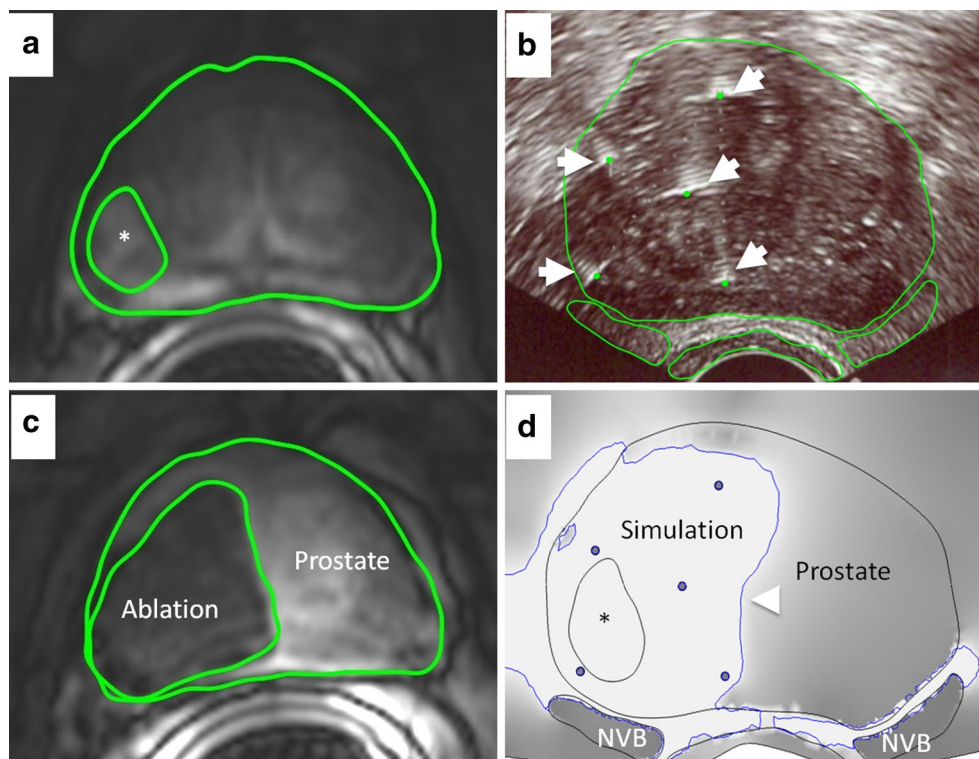 a
*
b
c
Prostate
Ablation
d
Simulation
Prostate
*
NVB
NVB